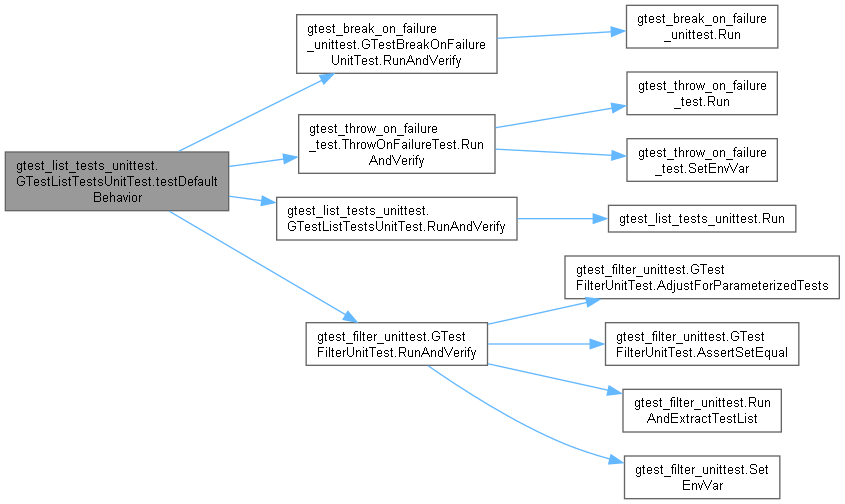 gtest_list_tests_unittest.
GTestListTestsUnitTest.testDefault
Behavior
gtest_break_on_failure
_unittest.GTestBreakOnFailure
UnitTest.RunAndVerify
gtest_break_on_failure
_unittest.Run
gtest_throw_on_failure
_test.ThrowOnFailureTest.Run
AndVerify
gtest_throw_on_failure
_test.Run
gtest_throw_on_failure
_test.SetEnvVar
gtest_list_tests_unittest.
GTestListTestsUnitTest.RunAndVerify
gtest_list_tests_unittest.Run
gtest_filter_unittest.GTest
FilterUnitTest.RunAndVerify
gtest_filter_unittest.GTest
FilterUnitTest.AdjustForParameterizedTests
gtest_filter_unittest.GTest
FilterUnitTest.AssertSetEqual
gtest_filter_unittest.Run
AndExtractTestList
gtest_filter_unittest.Set
EnvVar